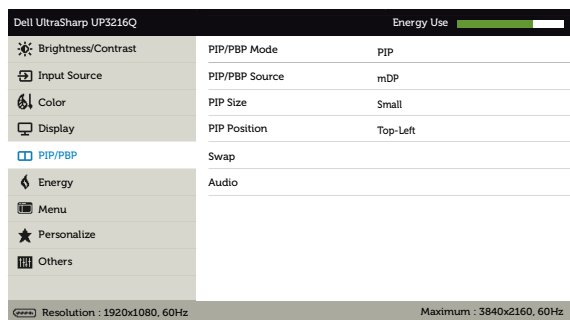 Dell UltraSharp UP3216Q Energy Use
Brightness/Contrast PIP/PBP Mode PIP
Input Source PIP/PBP Source mDP
Color PIP Size Small
Display PIP Position Top-Left
PIP/PBP Swap
Energy Audio
Menu
Personalize
Others
Resolution : 1920x1080, 60Hz Maximum : 3840x2160, 60Hz